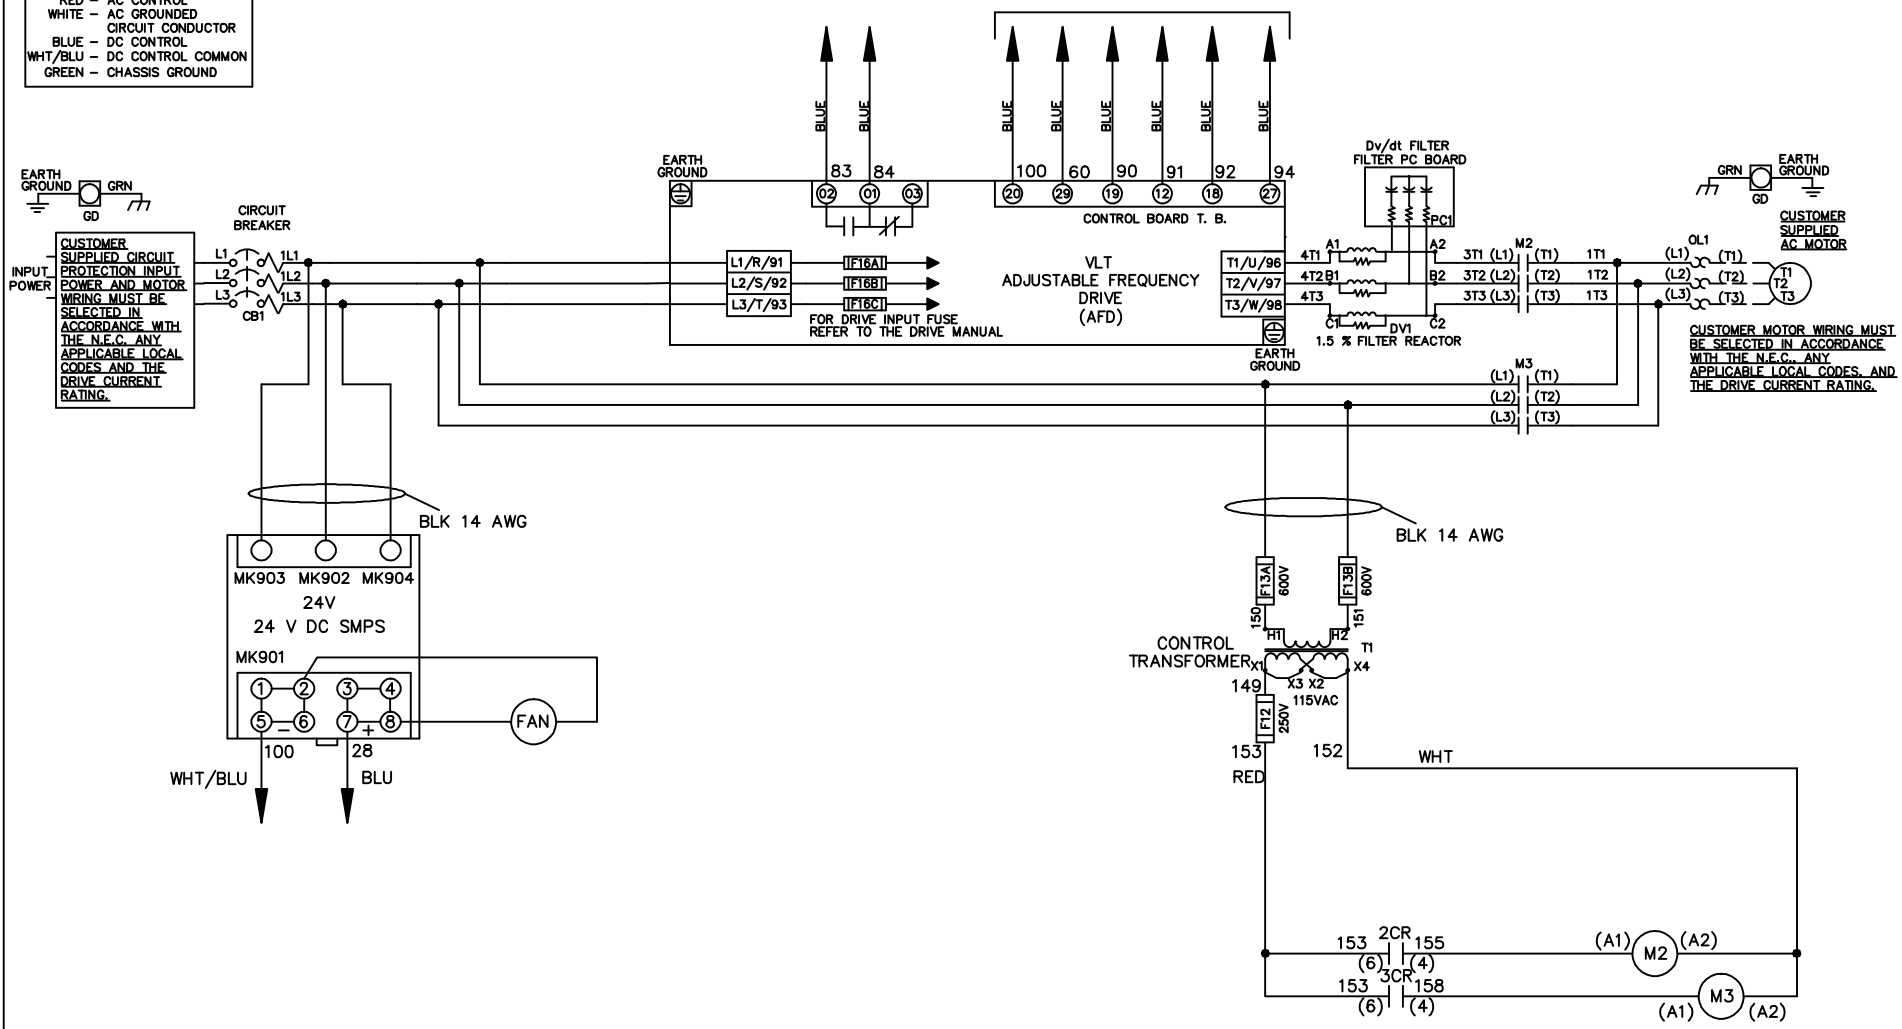 RED – AC CONTROL
WHITE – AC GROUNDED
CIRCUIT CONDUCTOR
BLUE – DC CONTROL
WHT/BLU – DC CONTROL COMMON
GREEN – CHASSIS GROUND
BLUE
BLUE
BLUE
BLUE
BLUE
BLUE
BLUE
BLUE
EARTH
GROUND
GRN
GD
CIRCUIT
BREAKER
INPUT
POWER
CUSTOMER
SUPPLIED CIRCUIT
PROTECTION INPUT
POWER AND MOTOR
WIRING MUST BE
SELECTED IN
ACCORDANCE WITH
THE N.E.C. ANY
APPLICABLE LOCAL
CODES AND THE
DRIVE CURRENT
RATING.
L1 1L1
L2 1L2
L3 1L3
CB1
EARTH
GROUND
83 84
02 01 03
100 60 90 91 92 94
20 29 19 12 18 27
CONTROL BOARD T. B.
L1/R/91 F16A
L2/S/92 F16B
L3/T/93 F16C
FOR DRIVE INPUT FUSE
REFER TO THE DRIVE MANUAL
VLT
ADJUSTABLE FREQUENCY
DRIVE
(AFD)
T1/U/96 4T1
T2/V/97 4T2
T3/W/98 4T3
EARTH
GROUND
Dv/dt FILTER
FILTER PC BOARD
PC1
A1 A2
B1 B2
C1 C2
DV1
1.5 % FILTER REACTOR
M2
3T1 (L1) (T1) 1T1
3T2 (L2) (T2) 1T2
3T3 (L3) (T3) 1T3
OL1
(L1) (T1)
(L2) (T2)
(L3) (T3)
T1
T2
T3
GRN
EARTH
GROUND
GD
CUSTOMER
SUPPLIED
AC MOTOR
CUSTOMER MOTOR WIRING MUST
BE SELECTED IN ACCORDANCE
WITH THE N.E.C., ANY
APPLICABLE LOCAL CODES, AND
THE DRIVE CURRENT RATING.
M3
(L1) (T1)
(L2) (T2)
(L3) (T3)
BLK 14 AWG
MK903 MK902 MK904
24V
24 V DC SMPS
MK901
1 2 3 4
5 – 6 7 + 8
FAN
100 28
WHT/BLU BLU
BLK 14 AWG
F13A 600V
F13B 600V
150 151
H1 H2
T1
CONTROL
TRANSFORMER
X1 X4
X3 X2
115VAC
149
F12 250V
153 152
RED
WHT
2CR
153 155
(6) (4)
(A1) M2 (A2)
3CR
153 158
(6) (4)
(A1) M3 (A2)